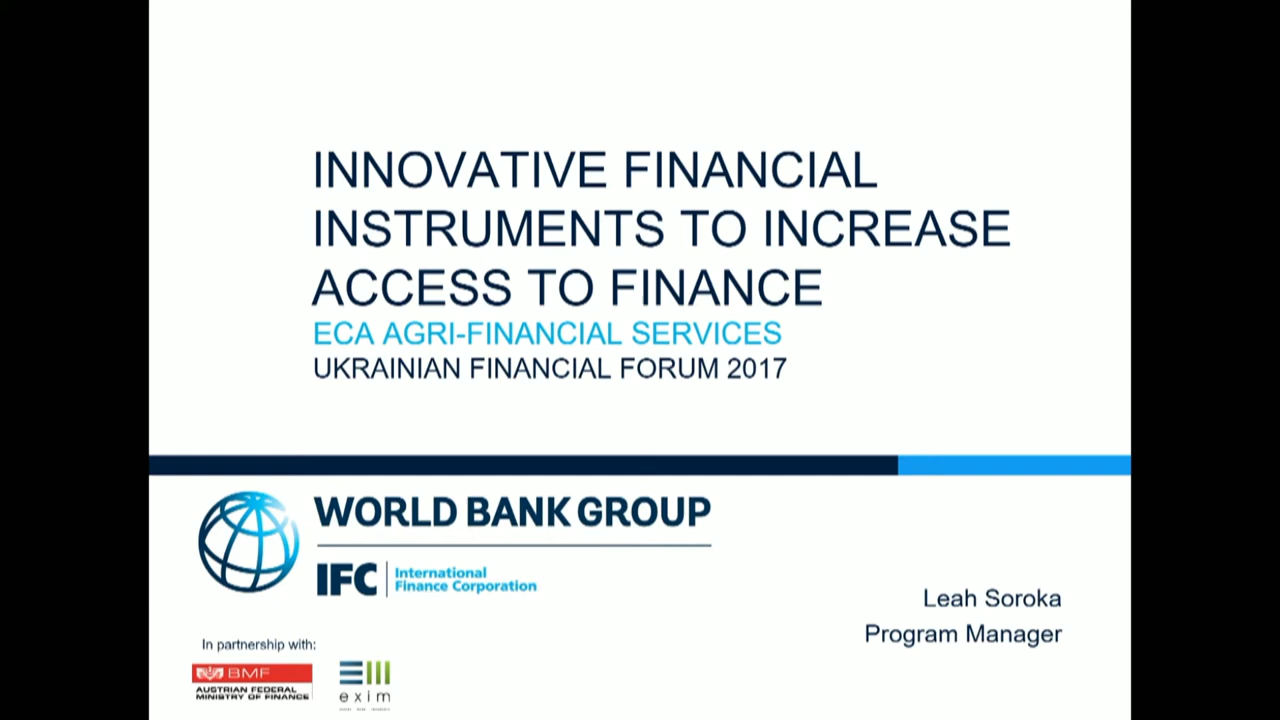 INNOVATIVE FINANCIAL
INSTRUMENTS TO INCREASE
ACCESS TO FINANCE
ECA AGRI-FINANCIAL SERVICES
UKRAINIAN FINANCIAL FORUM 2017
WORLD BANK GROUP
IFC International
Finance Corporation
Leah Soroka
Program Manager
In partnership with:
BMF
AUSTRIAN FEDERAL
MINISTRY OF FINANCE
exim